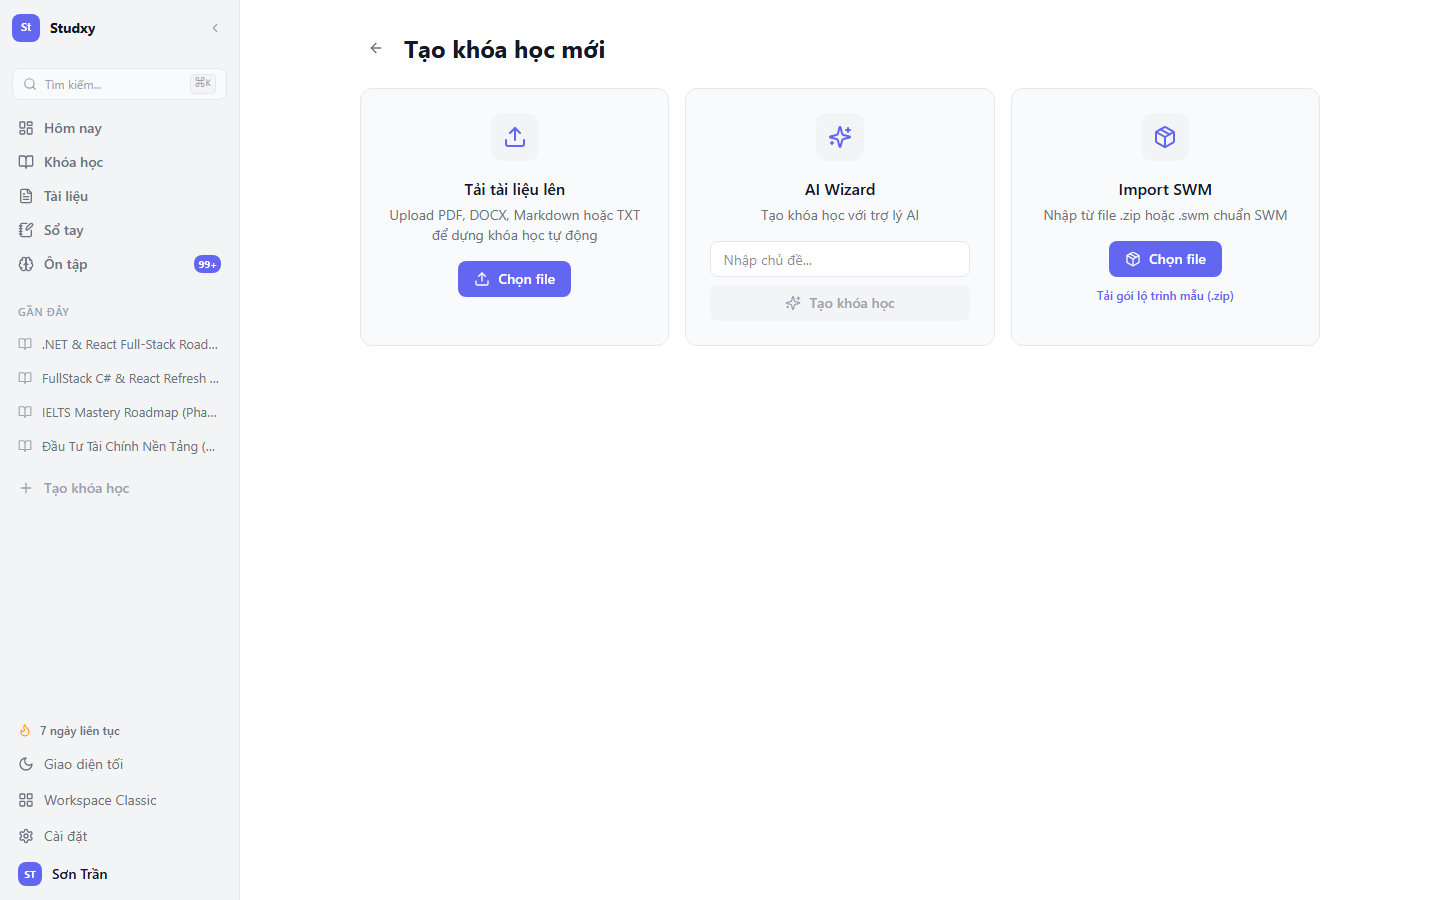 St Studxy
Tìm kiếm... ⌘K
Hôm nay
Khóa học
Tài liệu
Sổ tay
Ôn tập 99+
GẦN ĐÂY
.NET & React Full-Stack Road...
FullStack C# & React Refresh ...
IELTS Mastery Roadmap (Pha...
Đầu Tư Tài Chính Nền Tảng (...
Tạo khóa học
7 ngày liên tục
Giao diện tối
Workspace Classic
Cài đặt
ST Sơn Trần
Tạo khóa học mới
Tải tài liệu lên
Upload PDF, DOCX, Markdown hoặc TXT
để dựng khóa học tự động
Chọn file
AI Wizard
Tạo khóa học với trợ lý AI
Nhập chủ đề...
Tạo khóa học
Import SWM
Nhập từ file .zip hoặc .swm chuẩn SWM
Chọn file
Tải gói lộ trình mẫu (.zip)